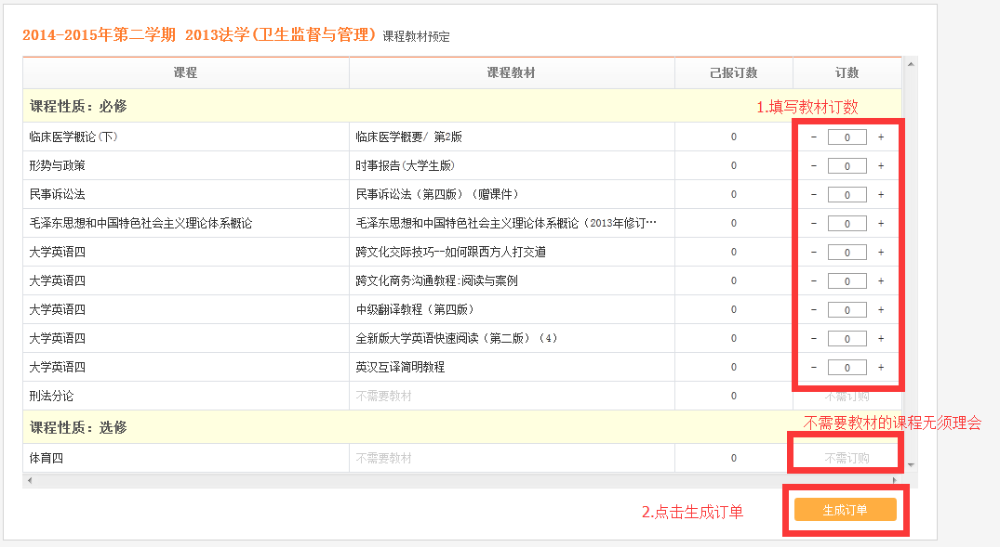 2014-2015年第二学期 2013法学(卫生监督与管理) 课程教材预定
课程 课程教材 己报订数 订数
课程性质：必修 1.填写教材订数
临床医学概论(下) 临床医学概要/ 第2版 0 - 0 +
形势与政策 时事报告(大学生版) 0 - 0 +
民事诉讼法 民事诉讼法（第四版）（赠课件） 0 - 0 +
毛泽东思想和中国特色社会主义理论体系概论 毛泽东思想和中国特色社会主义理论体系概论（2013年修订… 0 - 0 +
大学英语四 跨文化交际技巧--如何跟西方人打交道 0 - 0 +
大学英语四 跨文化商务沟通教程:阅读与案例 0 - 0 +
大学英语四 中级翻译教程（第四版） 0 - 0 +
大学英语四 全新版大学英语快速阅读（第二版）（4） 0 - 0 +
大学英语四 英汉互译简明教程 0 - 0 +
刑法分论 不需要教材 0 不需订购
课程性质：选修 不需要教材的课程无须理会
体育四 不需要教材 0 不需订购
2.点击生成订单 生成订单